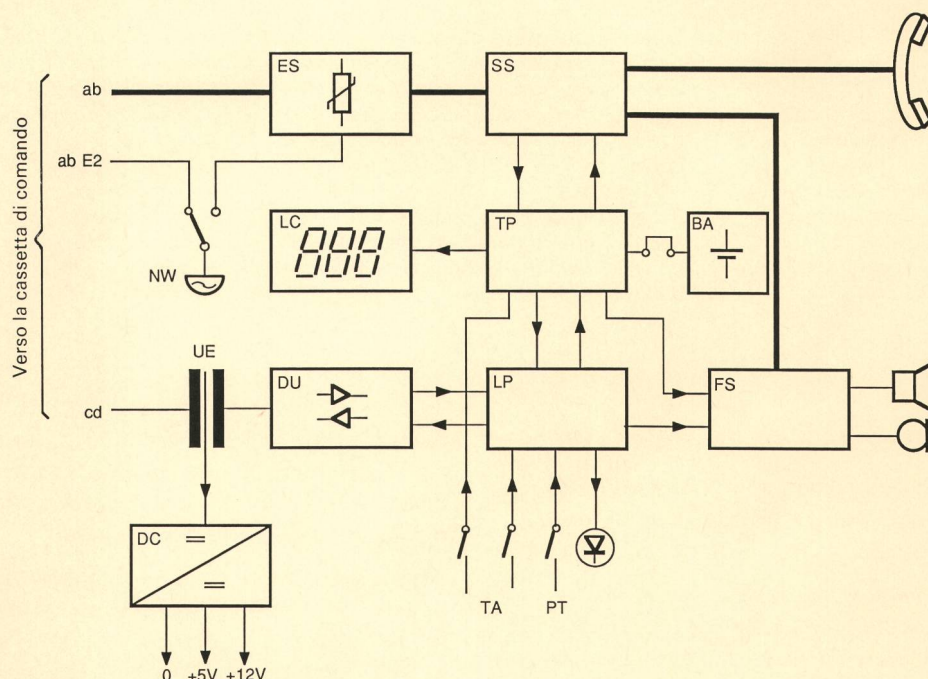 Verso la cassetta di comando
ab
ES
SS
ab E2
LC
TP
BA
NW
UE
DU
LP
FS
cd
DC
TA
PT
0 +5V +12V